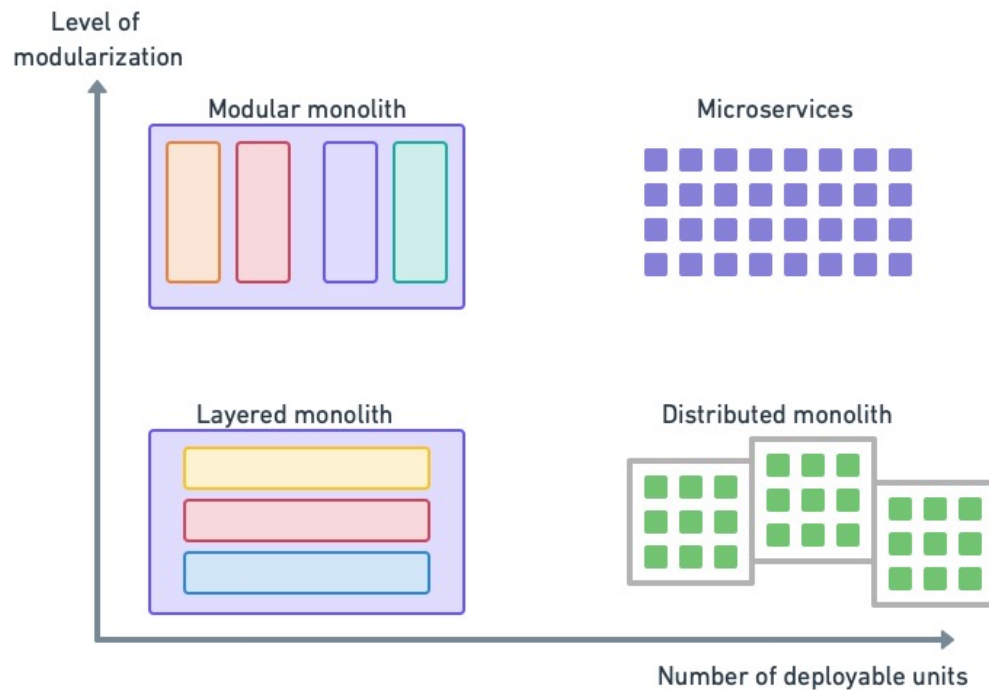 Level of
modularization
Modular monolith
Microservices
Layered monolith
Distributed monolith
Number of deployable units